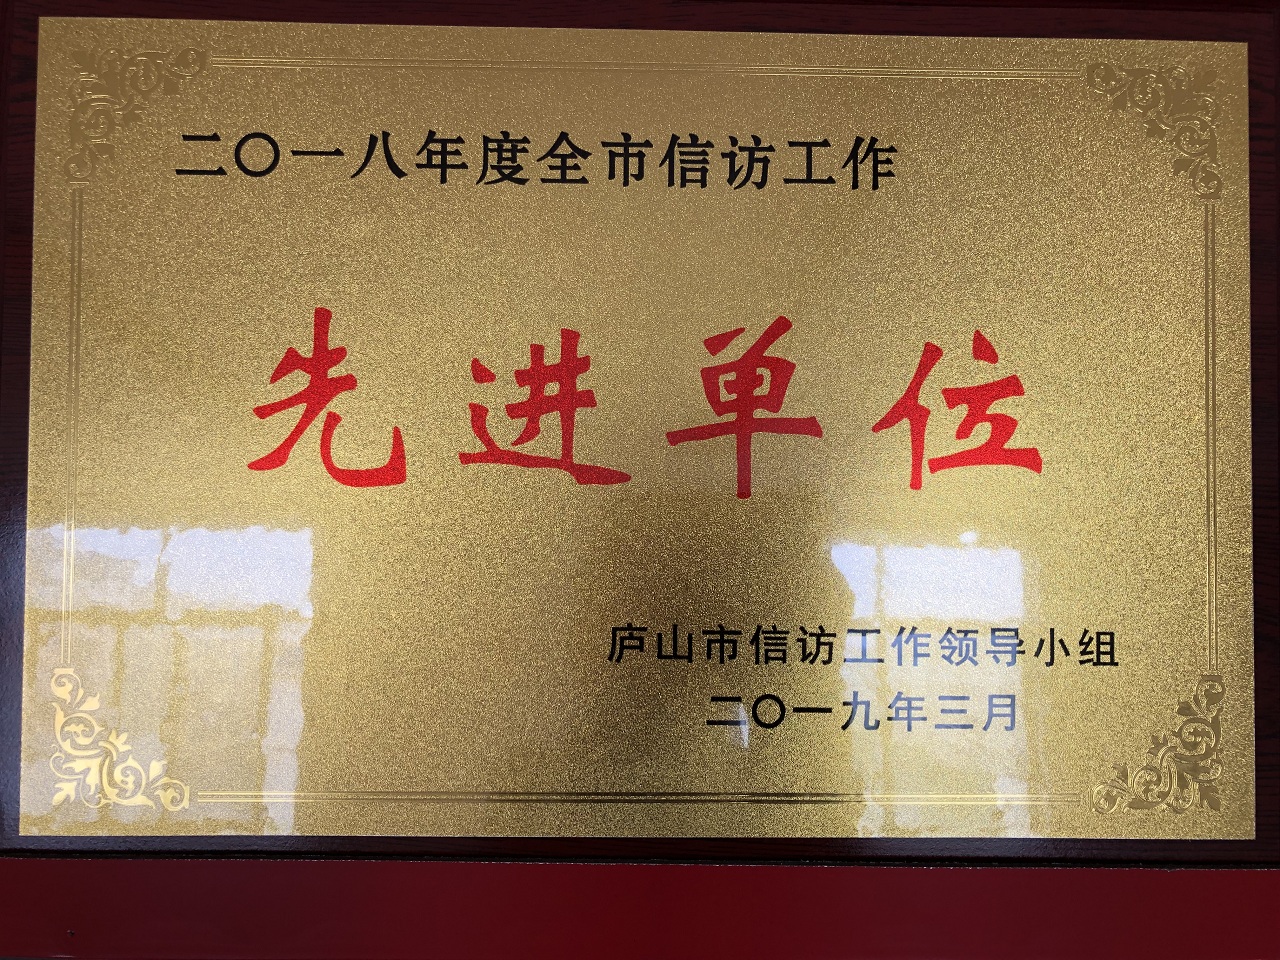 二〇一八年度全市信访工作
先进单位
庐山市信访工作领导小组
二〇一九年三月